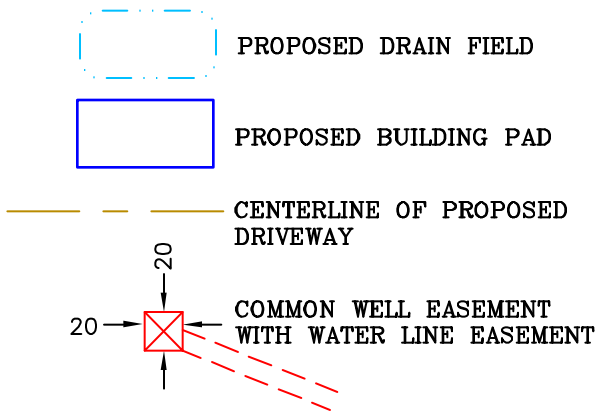 PROPOSED DRAIN FIELD
PROPOSED BUILDING PAD
CENTERLINE OF PROPOSED
DRIVEWAY
20
20
COMMON WELL EASEMENT
WITH WATER LINE EASEMENT